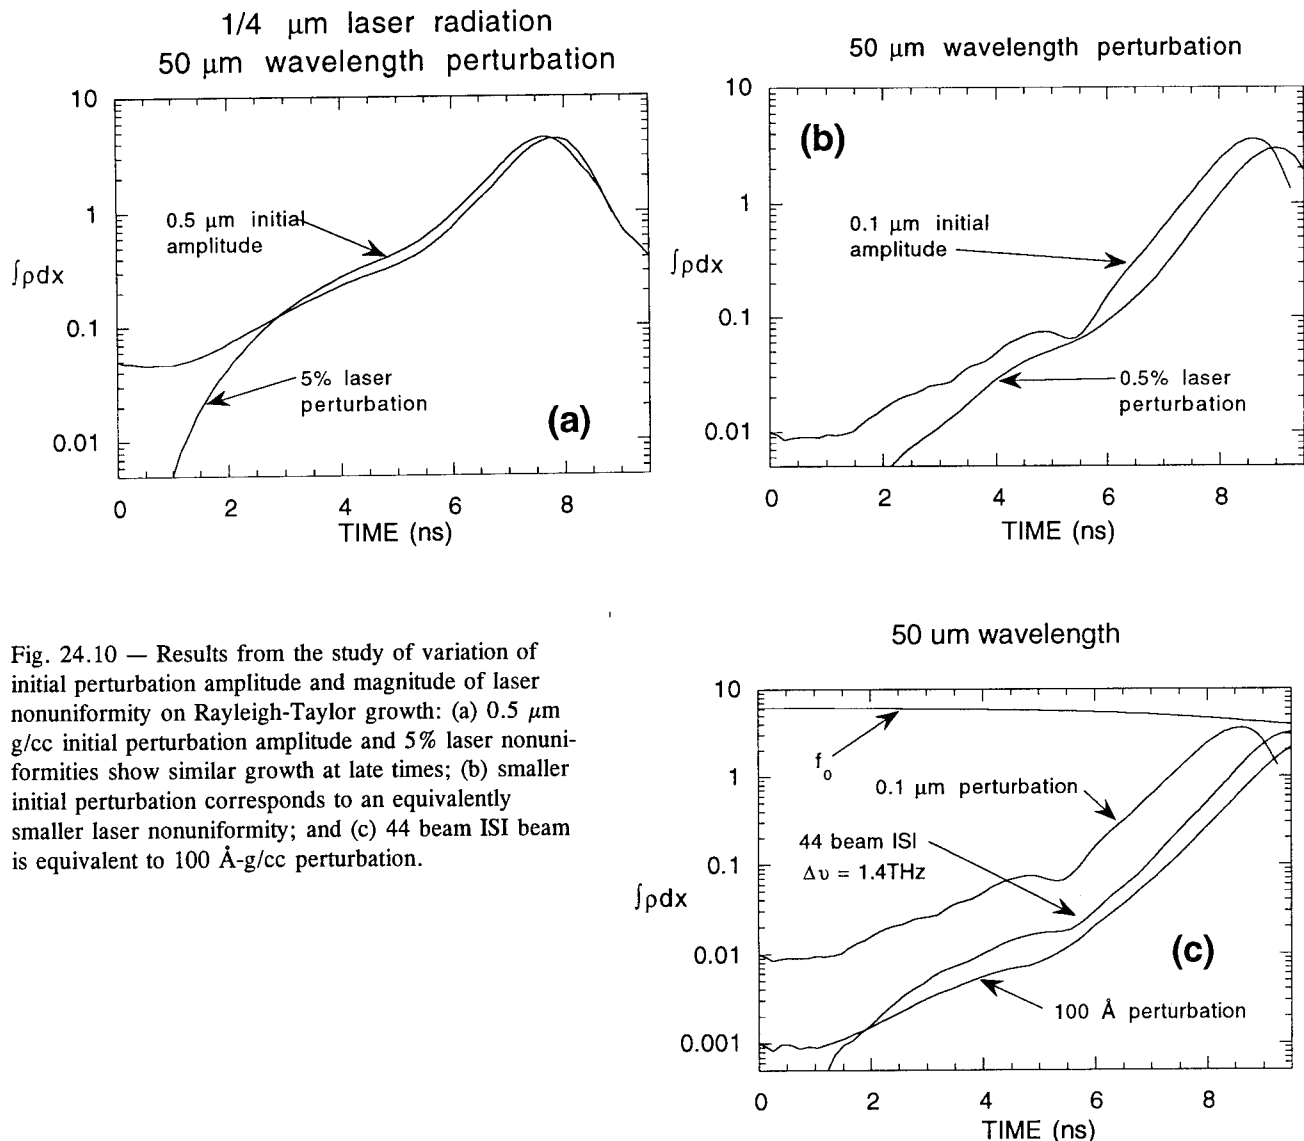 1/4 μm laser radiation
50 μm wavelength perturbation
10
1
0.1
0.01
∫ρdx
0.5 μm initial
amplitude
5% laser
perturbation
(a)
0 2 4 6 8
TIME (ns)
50 μm wavelength perturbation
10
1
0.1
0.01
∫ρdx
(b)
0.1 μm initial
amplitude
0.5% laser
perturbation
0 2 4 6 8
TIME (ns)
Fig. 24.10 — Results from the study of variation of
initial perturbation amplitude and magnitude of laser
nonuniformity on Rayleigh-Taylor growth: (a) 0.5 μm
g/cc initial perturbation amplitude and 5% laser nonuni-
formities show similar growth at late times; (b) smaller
initial perturbation corresponds to an equivalently
smaller laser nonuniformity; and (c) 44 beam ISI beam
is equivalent to 100 Å-g/cc perturbation.
50 um wavelength
10
1
0.1
0.01
0.001
∫ρdx
f₀
0.1 μm perturbation
44 beam ISI
Δυ = 1.4THz
(c)
100 Å perturbation
0 2 4 6 8
TIME (ns)